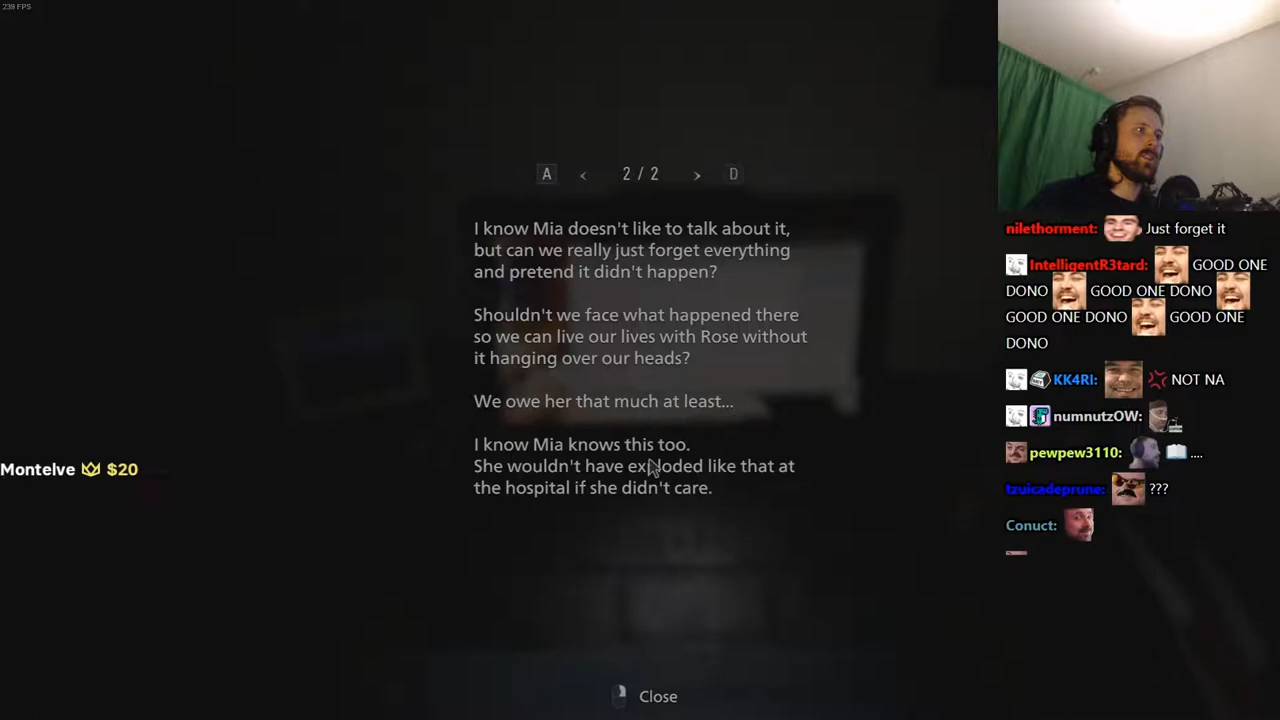 239 FPS
A < 2 / 2 > D
I know Mia doesn't like to talk about it,
but can we really just forget everything
and pretend it didn't happen?
Shouldn't we face what happened there
so we can live our lives with Rose without
it hanging over our heads?
We owe her that much at least...
I know Mia knows this too.
She wouldn't have exploded like that at
the hospital if she didn't care.
Close
Montelve $20
nilethorment: Just forget it
IntelligentR3tard: GOOD ONE
DONO GOOD ONE DONO
GOOD ONE DONO GOOD ONE
DONO
KK4RI: NOT NA
numnutzOW:
pewpew3110: ....
tzuicadeprune: ???
Conuct: